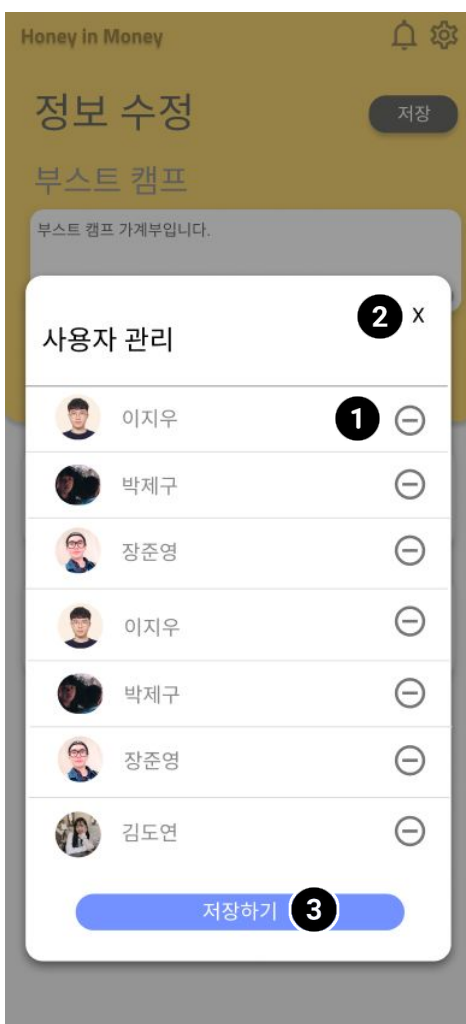 Honey in Money
정보 수정
저장
부스트 캠프
부스트 캠프 가계부입니다.
2 X
사용자 관리
이지우 1
박제구
장준영
이지우
박제구
장준영
김도연
저장하기 3